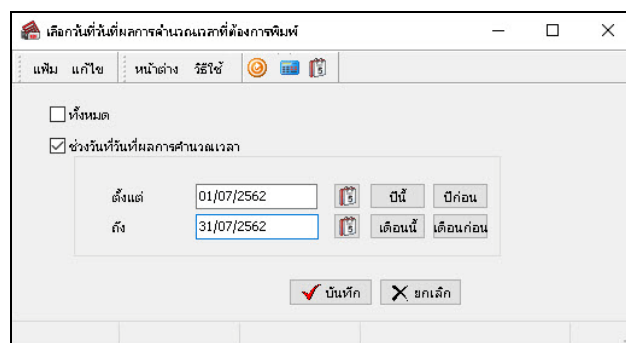 เลือกวันที่วันที่ผลการคำนวณเวลาที่ต้องการพิมพ์
แฟ้ม แก้ไข หน้าต่าง วิธีใช้
ทั้งหมด
ช่วงวันที่วันที่ผลการคำนวณเวลา
ตั้งแต่ 01/07/2562 ปีนี้ ปีก่อน
ถึง 31/07/2562 เดือนนี้ เดือนก่อน
บันทึก ยกเลิก